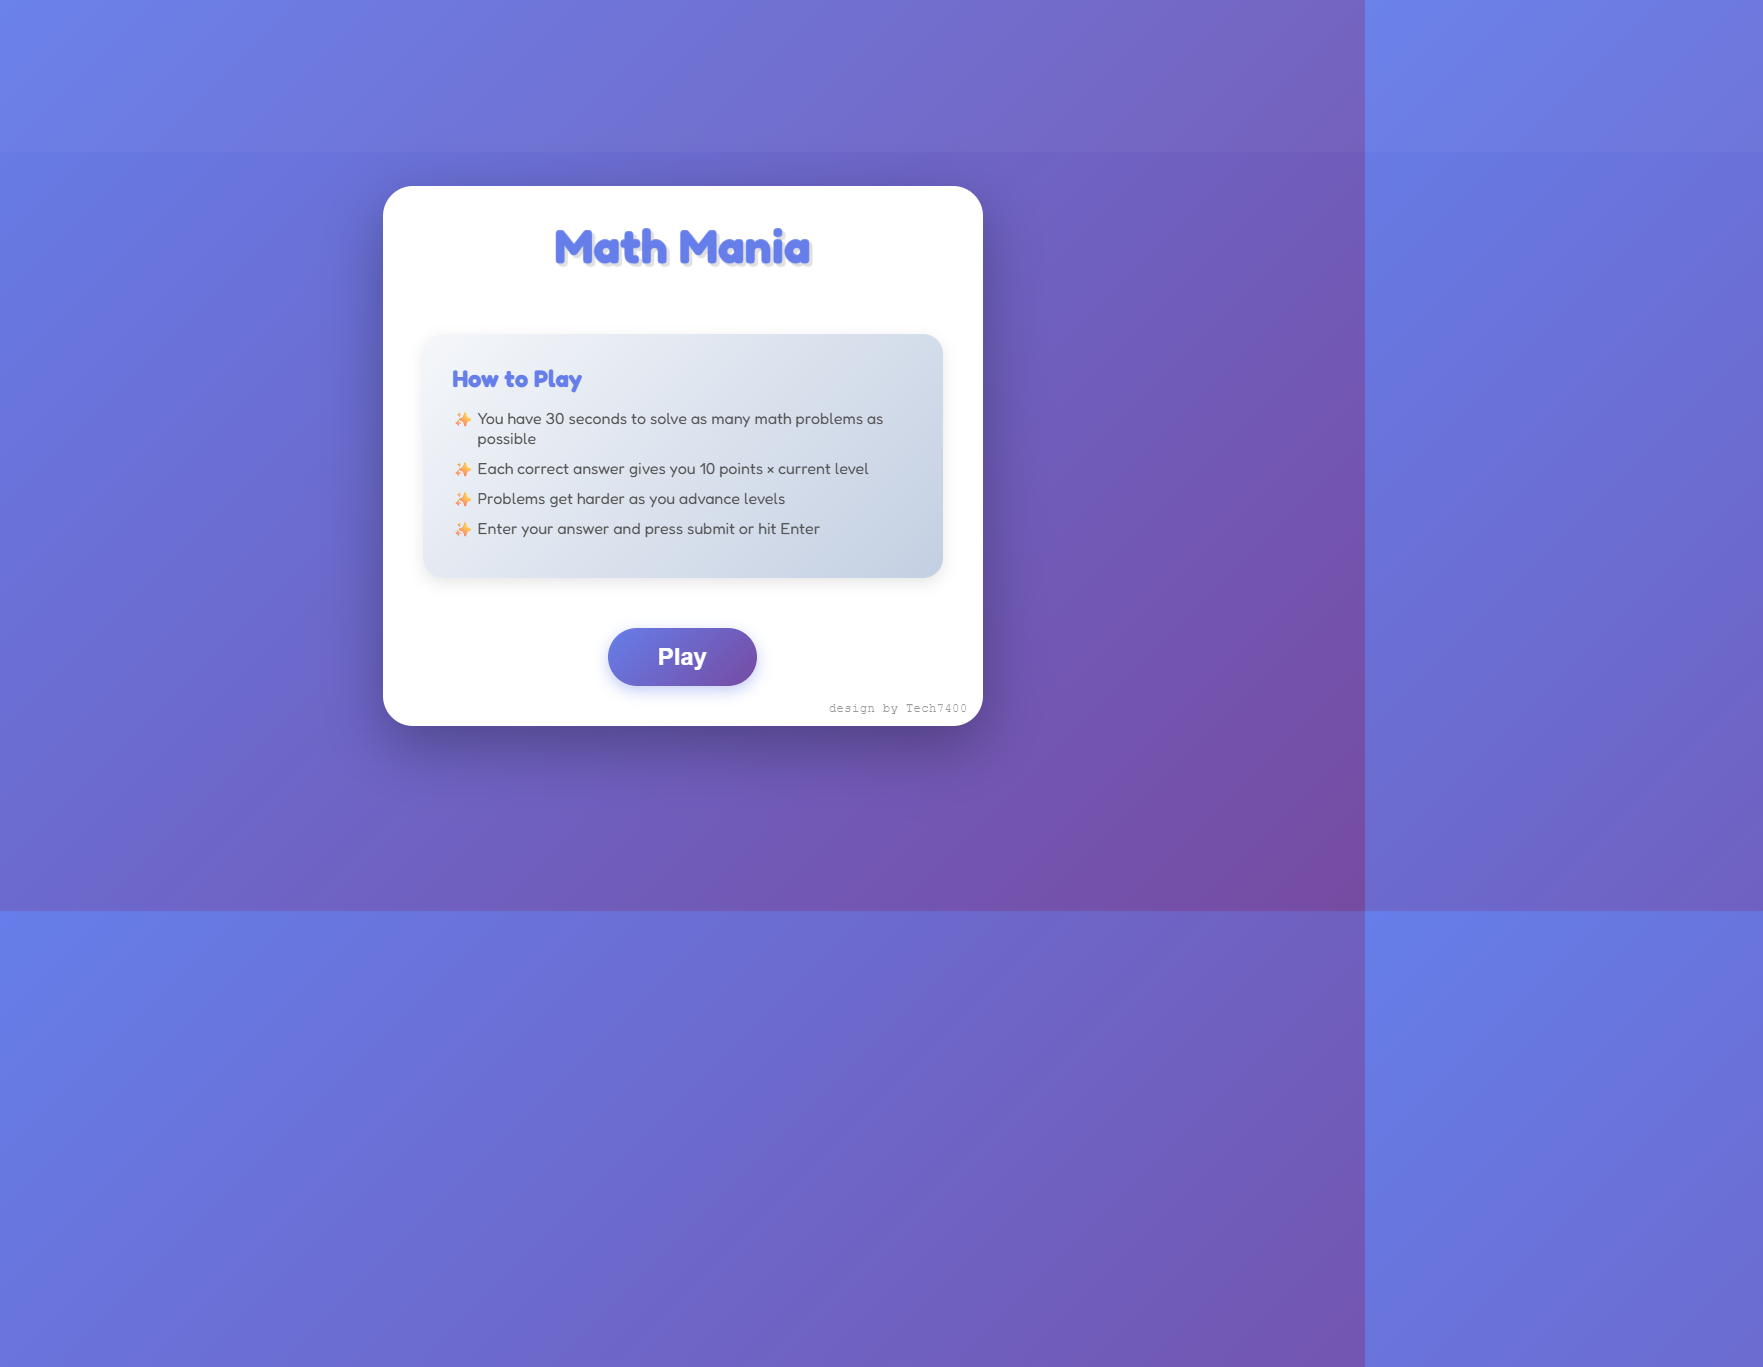 Math Mania
How to Play
✨ You have 30 seconds to solve as many math problems as
possible
✨ Each correct answer gives you 10 points × current level
✨ Problems get harder as you advance levels
✨ Enter your answer and press submit or hit Enter
Play
design by Tech7400